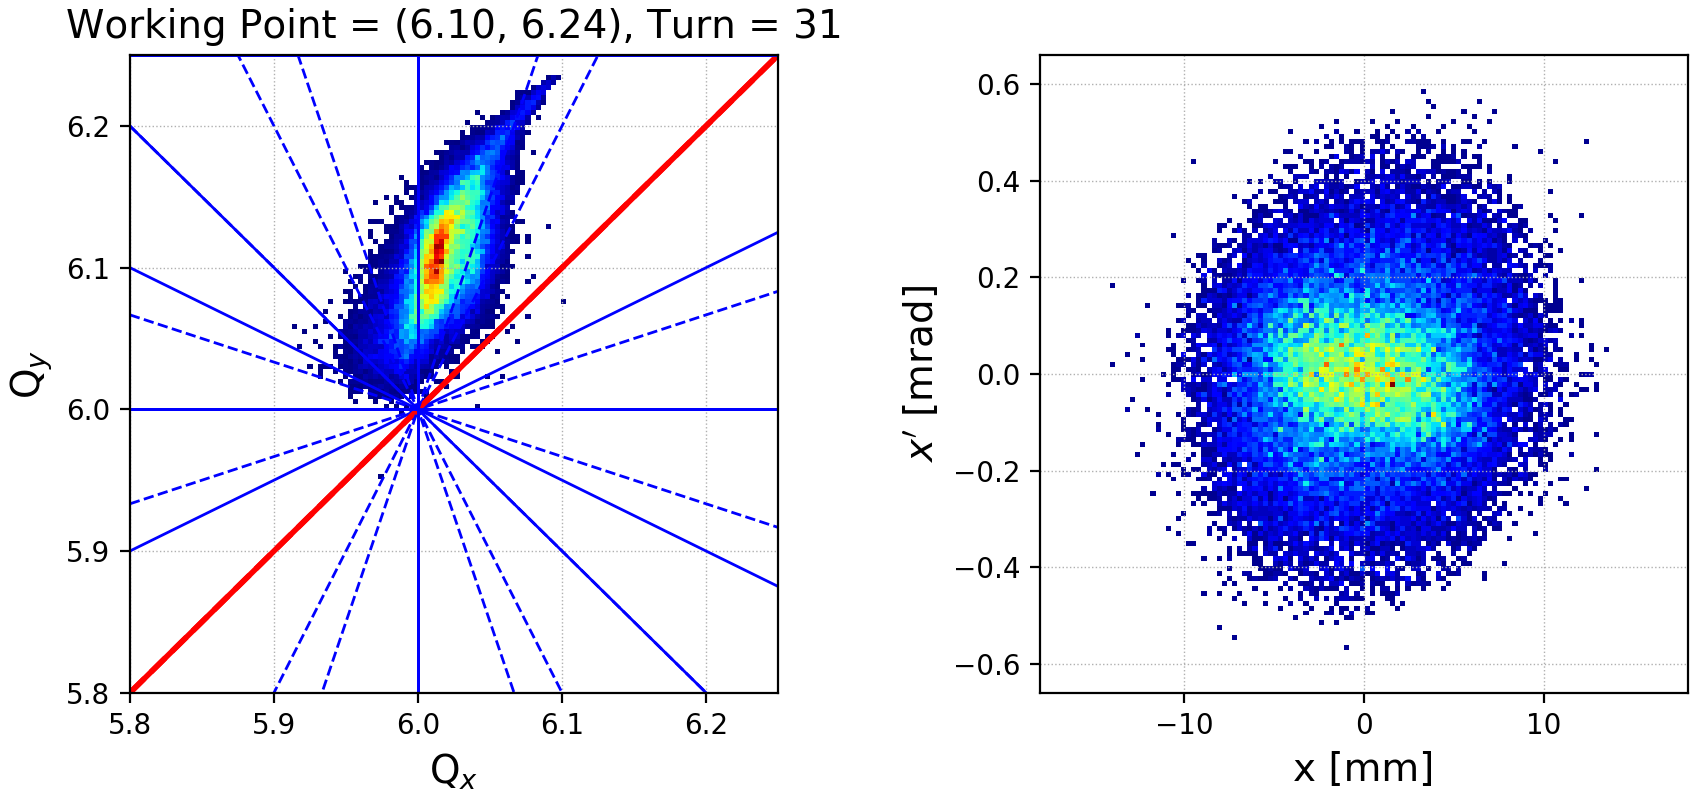 Working Point = (6.10, 6.24), Turn = 31
6.2
6.1
6.0
5.9
5.8
Qy
5.8 5.9 6.0 6.1 6.2
Qx
0.6
0.4
0.2
0.0
−0.2
−0.4
−0.6
x′ [mrad]
−10 0 10
x [mm]